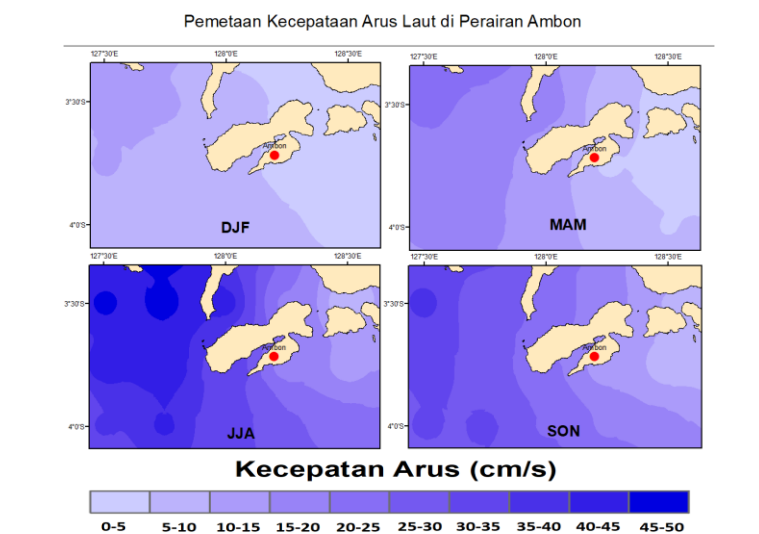 Pemetaan Kecepataan Arus Laut di Perairan Ambon
127°30'E 128°0'E 128°30'E
127°30'E 128°0'E 128°30'E
3°30'S
3°30'S
Ambon
Ambon
4°0'S
DJF
4°0'S
MAM
127°30'E 128°0'E 128°30'E
127°30'E 128°0'E 128°30'E
3°30'S
3°30'S
Ambon
Ambon
4°0'S
JJA
4°0'S
SON
Kecepatan Arus (cm/s)
0-5 5-10 10-15 15-20 20-25 25-30 30-35 35-40 40-45 45-50